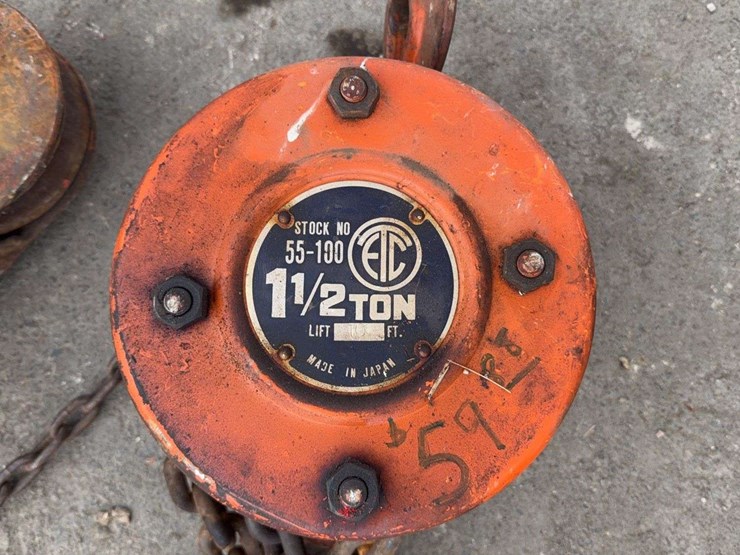 STOCK NO
55-100
ETC
1 1/2 TON
LIFT FT.
MADE IN JAPAN
59